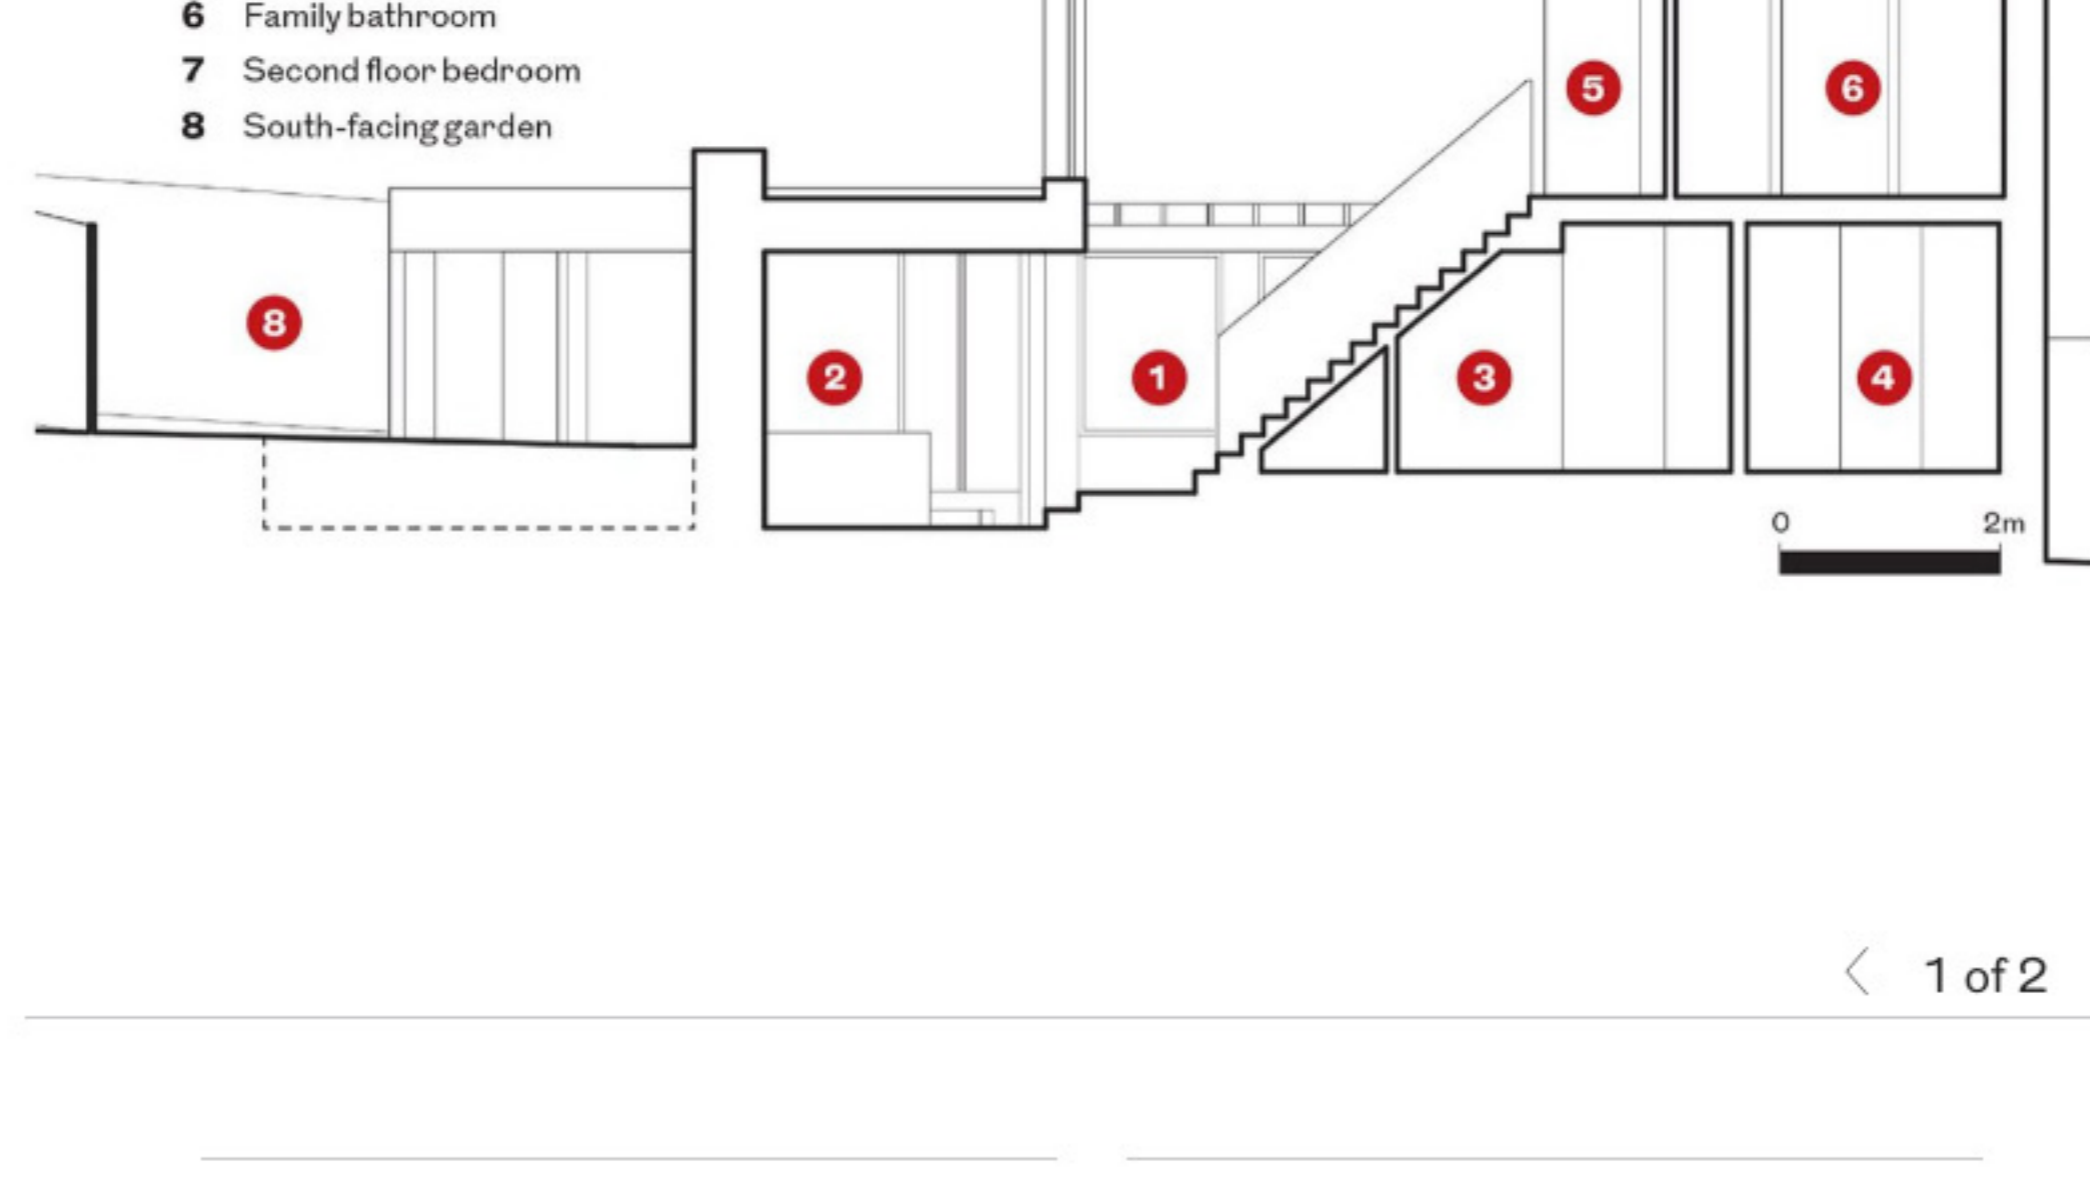 6 Family bathroom
7 Second floor bedroom
8 South-facing garden
5
6
8
2
1
3
4
0 2m
1 of 2